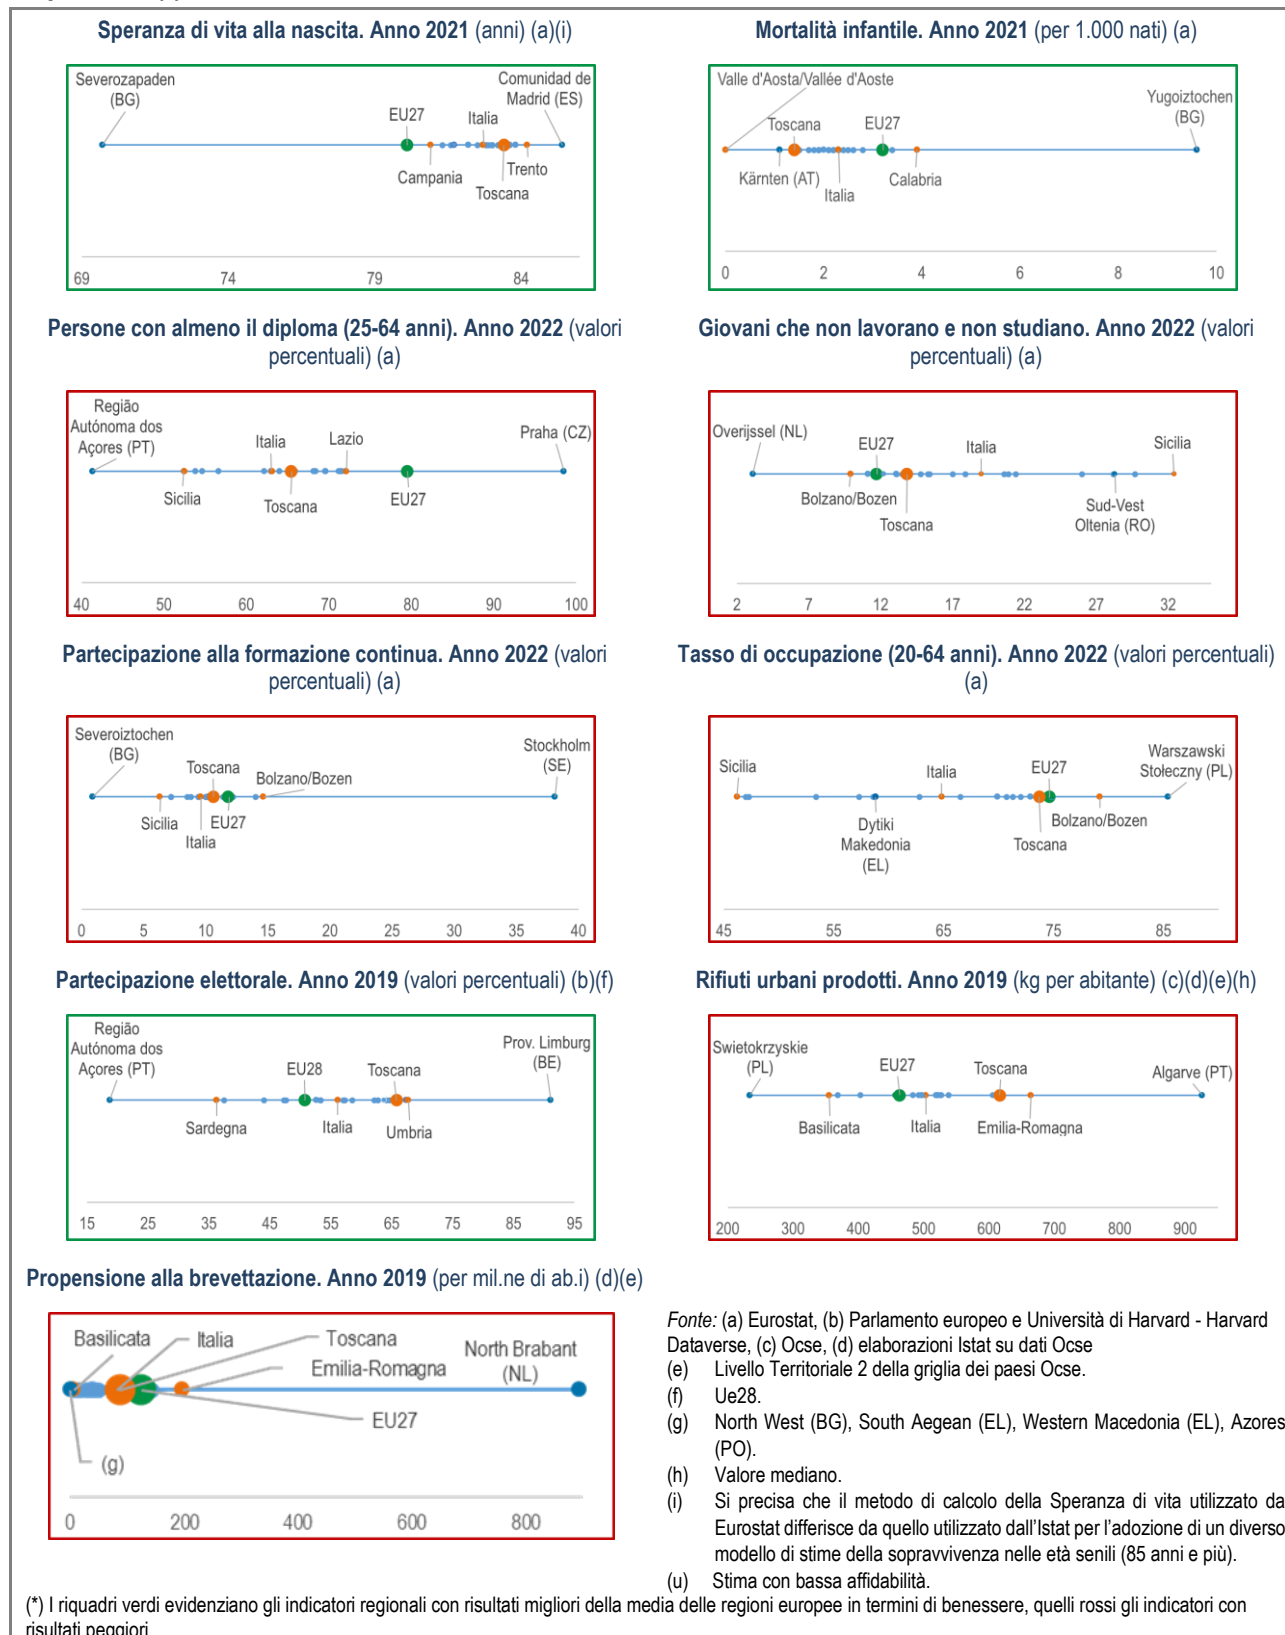 Speranza di vita alla nascita. Anno 2021 (anni) (a)(i)
Severozapaden
(BG)
EU27
Campania
Italia
Toscana
Trento
Comunidad de
Madrid (ES)
69 74 79 84
Mortalità infantile. Anno 2021 (per 1.000 nati) (a)
Valle d'Aosta/Vallée d'Aoste
Toscana
Kärnten (AT)
Italia
EU27
Calabria
Yugoiztochen
(BG)
0 2 4 6 8 10
Persone con almeno il diploma (25-64 anni). Anno 2022 (valori
percentuali) (a)
Região
Autónoma dos
Açores (PT)
Sicilia
Italia
Toscana
Lazio
EU27
Praha (CZ)
40 50 60 70 80 90 100
Giovani che non lavorano e non studiano. Anno 2022 (valori
percentuali) (a)
Overijssel (NL)
Bolzano/Bozen
EU27
Toscana
Italia
Sud-Vest
Oltenia (RO)
Sicilia
2 7 12 17 22 27 32
Partecipazione alla formazione continua. Anno 2022 (valori
percentuali) (a)
Severoiztochen
(BG)
Sicilia
Italia
Toscana
EU27
Bolzano/Bozen
Stockholm
(SE)
0 5 10 15 20 25 30 35 40
Tasso di occupazione (20-64 anni). Anno 2022 (valori percentuali)
(a)
Sicilia
Dytiki
Makedonia
(EL)
Italia
Toscana
EU27
Bolzano/Bozen
Warszawski
Stołeczny (PL)
45 55 65 75 85
Partecipazione elettorale. Anno 2019 (valori percentuali) (b)(f)
Região
Autónoma dos
Açores (PT)
Sardegna
EU28
Italia
Toscana
Umbria
Prov. Limburg
(BE)
15 25 35 45 55 65 75 85 95
Rifiuti urbani prodotti. Anno 2019 (kg per abitante) (c)(d)(e)(h)
Swietokrzyskie
(PL)
Basilicata
EU27
Italia
Toscana
Emilia-Romagna
Algarve (PT)
200 300 400 500 600 700 800 900
Propensione alla brevettazione. Anno 2019 (per mil.ne di ab.i) (d)(e)
Basilicata
Italia
Toscana
Emilia-Romagna
EU27
(g)
North Brabant
(NL)
0 200 400 600 800
Fonte: (a) Eurostat, (b) Parlamento europeo e Università di Harvard - Harvard
Dataverse, (c) Ocse, (d) elaborazioni Istat su dati Ocse
(e) Livello Territoriale 2 della griglia dei paesi Ocse.
(f) Ue28.
(g) North West (BG), South Aegean (EL), Western Macedonia (EL), Azores
(PO).
(h) Valore mediano.
(i) Si precisa che il metodo di calcolo della Speranza di vita utilizzato da
Eurostat differisce da quello utilizzato dall'Istat per l'adozione di un diverso
modello di stime della sopravvivenza nelle età senili (85 anni e più).
(u) Stima con bassa affidabilità.
(*) I riquadri verdi evidenziano gli indicatori regionali con risultati migliori della media delle regioni europee in termini di benessere, quelli rossi gli indicatori con
risultati peggiori